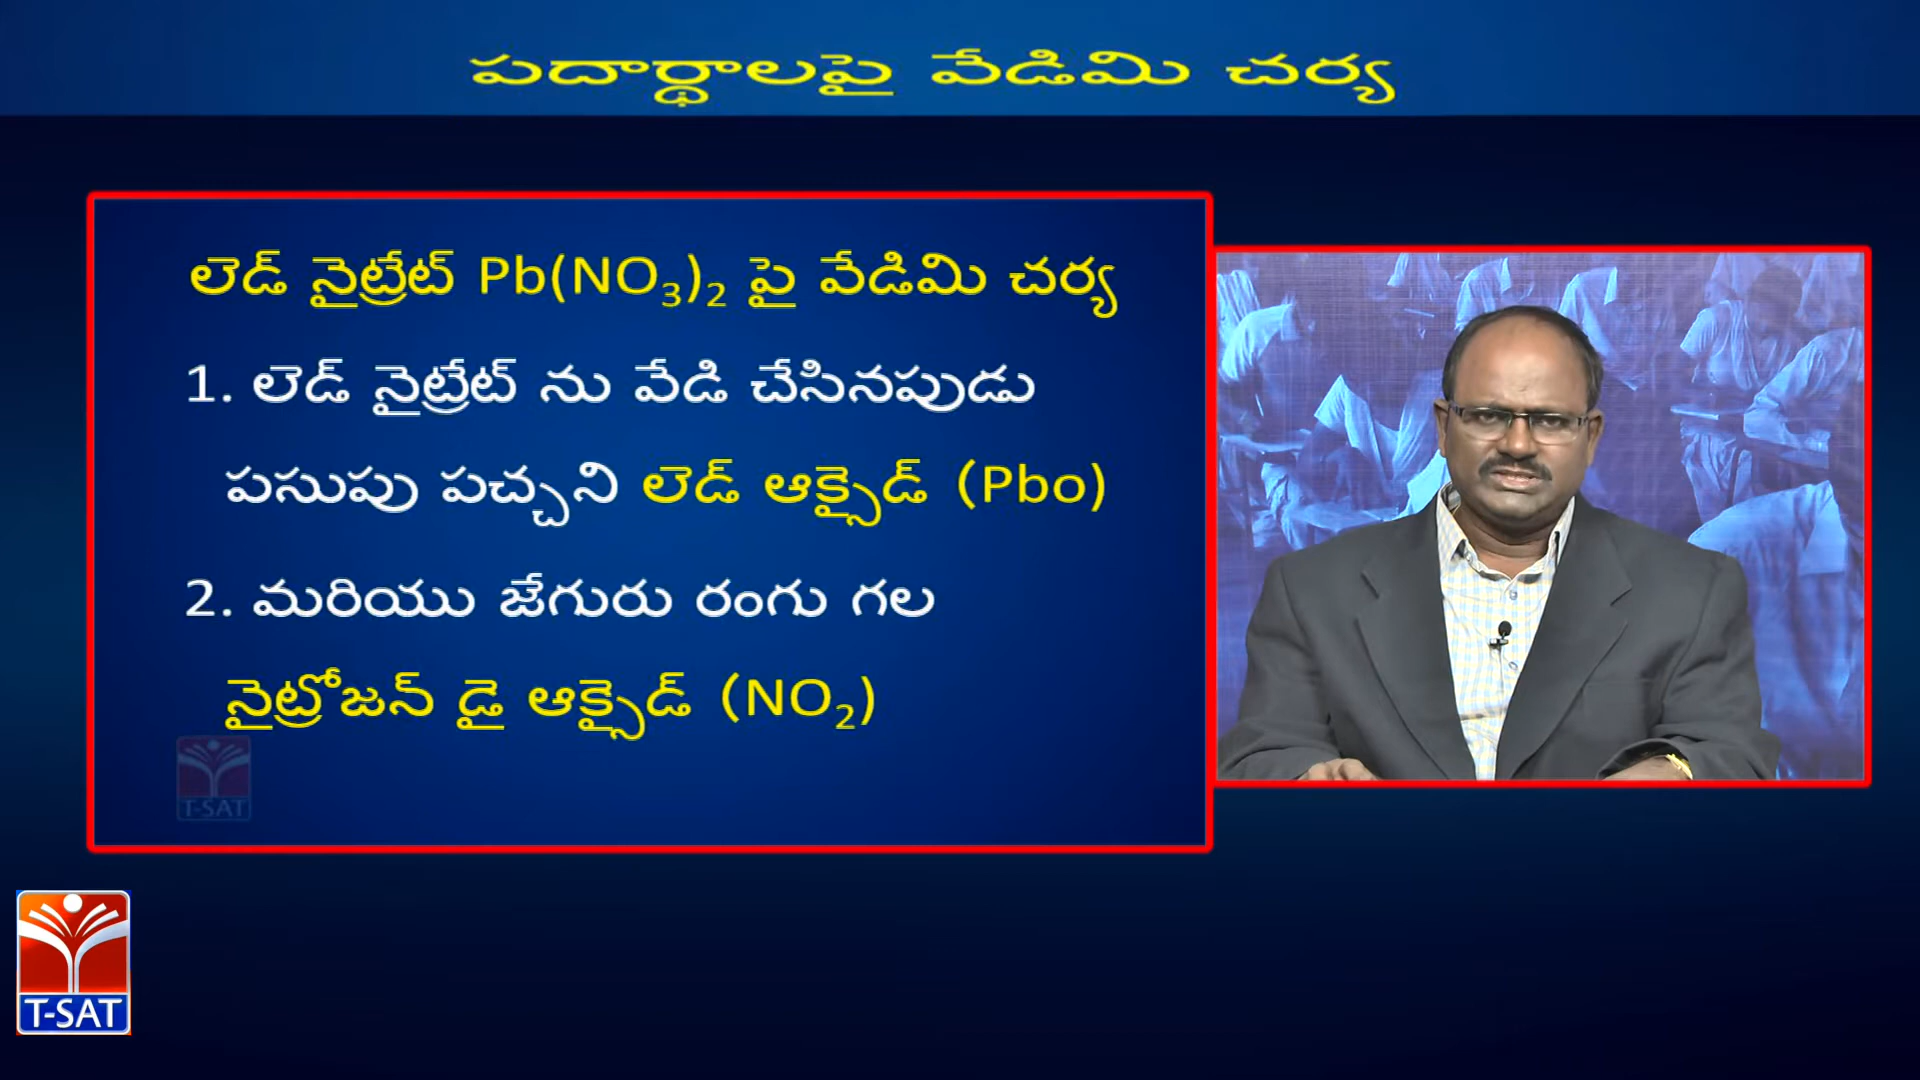 పదార్థాలపై వేడిమి చర్య
లెడ్ నైట్రేట్ Pb(NO₃)₂ పై వేడిమి చర్య
1. లెడ్ నైట్రేట్ ను వేడి చేసినపుడు
పసుపు పచ్చని లెడ్ ఆక్సైడ్ (Pbo)
2. మరియు జేగురు రంగు గల
నైట్రోజన్ డై ఆక్సైడ్ (NO₂)
T-SAT
T-SAT